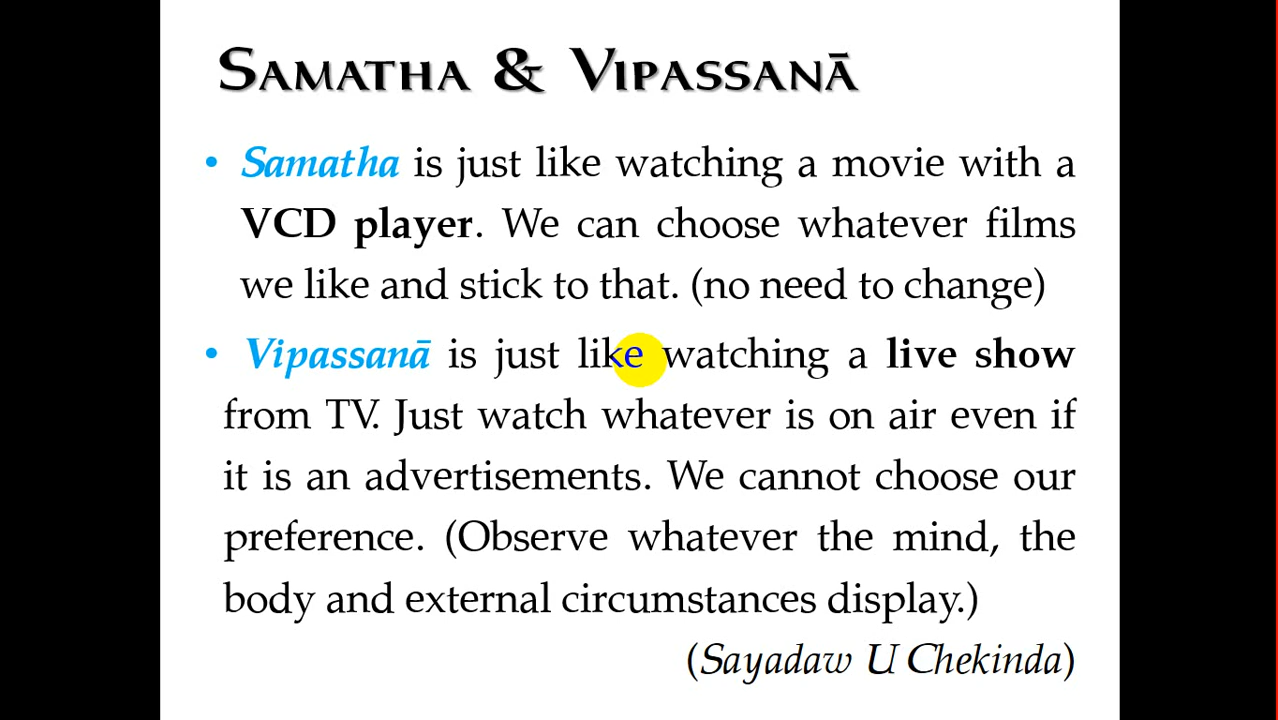 SAMATHA & VIPASSANĀ
• Samatha is just like watching a movie with a
VCD player. We can choose whatever films
we like and stick to that. (no need to change)
• Vipassanā is just like watching a live show
from TV. Just watch whatever is on air even if
it is an advertisements. We cannot choose our
preference. (Observe whatever the mind, the
body and external circumstances display.)
(Sayadaw U Chekinda)